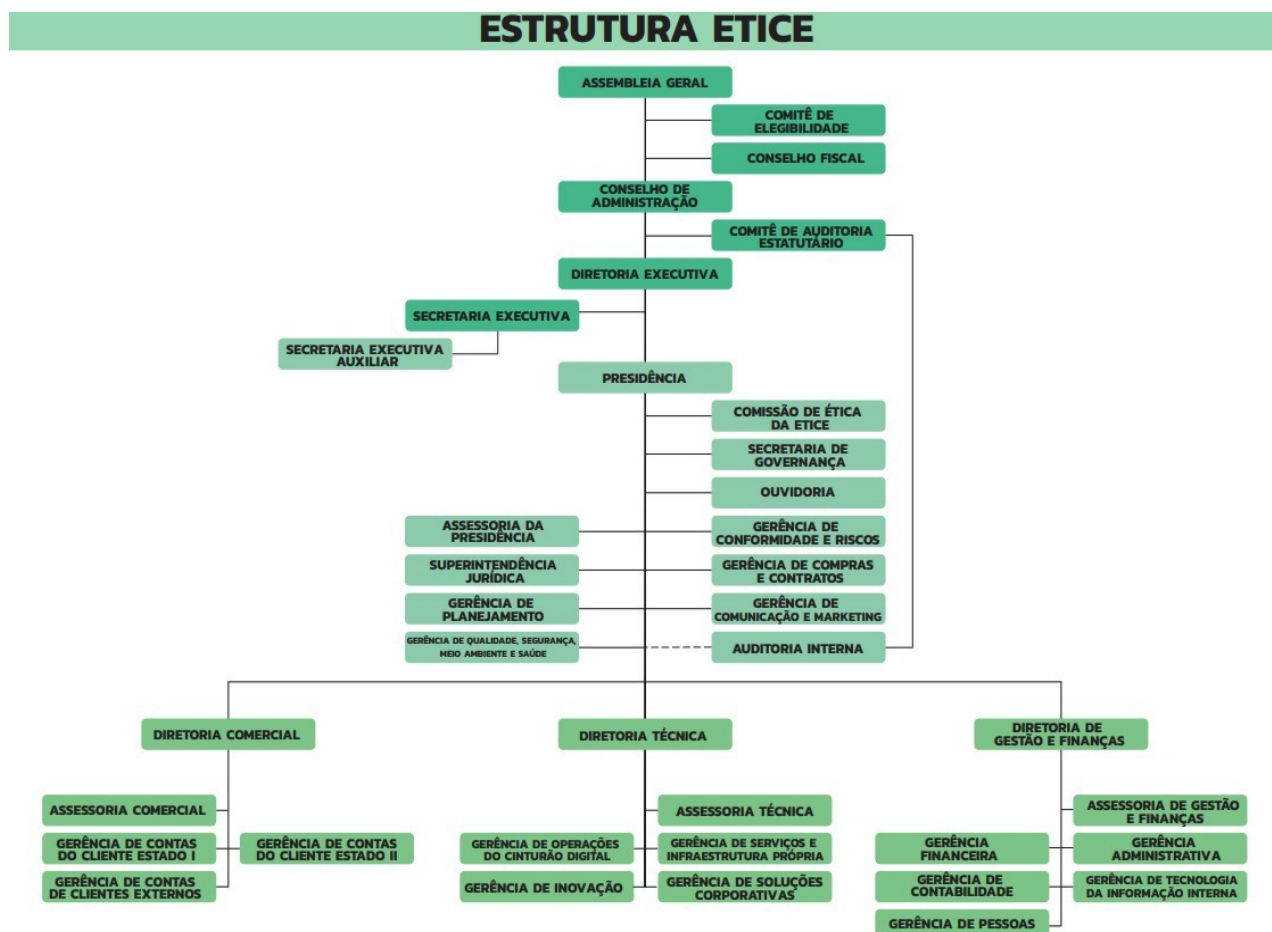 ESTRUTURA ETICE
ASSEMBLEIA GERAL
COMITÊ DE
ELEGIBILIDADE
CONSELHO FISCAL
CONSELHO DE
ADMINISTRAÇÃO
COMITÊ DE AUDITORIA
ESTATUTÁRIO
DIRETORIA EXECUTIVA
SECRETARIA EXECUTIVA
SECRETARIA EXECUTIVA
AUXILIAR
PRESIDÊNCIA
COMISSÃO DE ÉTICA
DA ETICE
SECRETARIA DE
GOVERNANÇA
OUVIDORIA
ASSESSORIA DA
PRESIDÊNCIA
GERÊNCIA DE
CONFORMIDADE E RISCOS
SUPERINTENDÊNCIA
JURÍDICA
GERÊNCIA DE COMPRAS
E CONTRATOS
GERÊNCIA DE
PLANEJAMENTO
GERÊNCIA DE
COMUNICAÇÃO E MARKETING
GERÊNCIA DE QUALIDADE, SEGURANÇA,
MEIO AMBIENTE E SAÚDE
AUDITORIA INTERNA
DIRETORIA COMERCIAL
DIRETORIA TÉCNICA
DIRETORIA DE
GESTÃO E FINANÇAS
ASSESSORIA COMERCIAL
GERÊNCIA DE CONTAS
DO CLIENTE ESTADO I
GERÊNCIA DE CONTAS
DO CLIENTE ESTADO II
GERÊNCIA DE CONTAS
DE CLIENTES EXTERNOS
ASSESSORIA TÉCNICA
GERÊNCIA DE OPERAÇÕES
DO CINTURÃO DIGITAL
GERÊNCIA DE SERVIÇOS E
INFRAESTRUTURA PRÓPRIA
GERÊNCIA DE INOVAÇÃO
GERÊNCIA DE SOLUÇÕES
CORPORATIVAS
ASSESSORIA DE GESTÃO
E FINANÇAS
GERÊNCIA
FINANCEIRA
GERÊNCIA
ADMINISTRATIVA
GERÊNCIA DE
CONTABILIDADE
GERÊNCIA DE TECNOLOGIA
DA INFORMAÇÃO INTERNA
GERÊNCIA DE PESSOAS